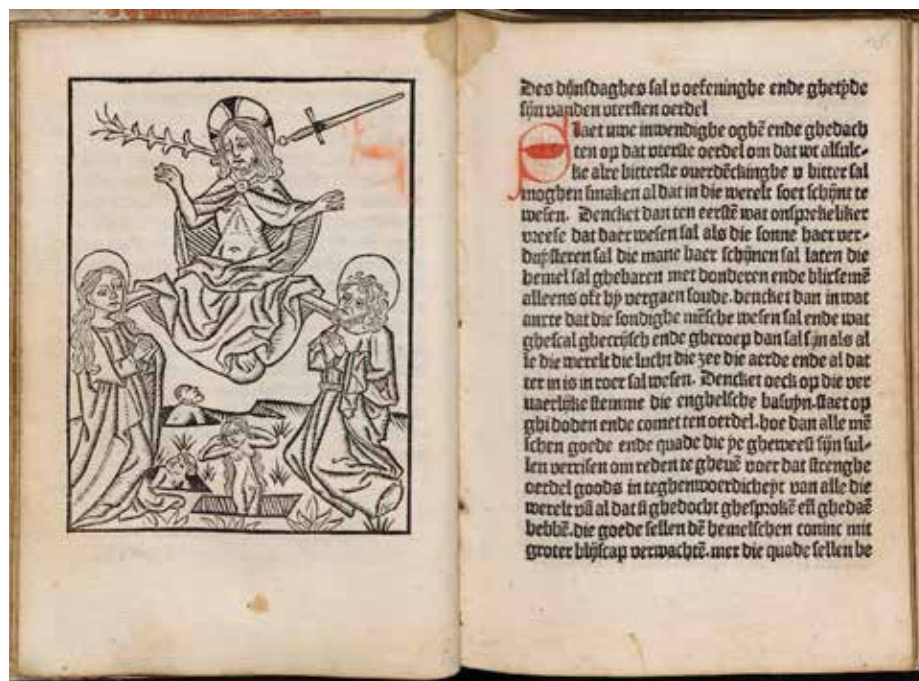 Des dijnsdaghes sal v oefeninghe ende ghetijde
sijn vanden vtersten oerdel
Slaet uwe inwendighe oghē ende ghedach
ten op dat vterste oerdel om dat wt alsulc⸗
ke alre bitterste ouerdēckinghe v bitter sal
moghen smaken al dat in die werelt soet schijnt te
wesen. Dencket dan ten eerstē wat onsprekeliker
vreese dat daer wesen sal als die sonne haer ver⸗
duijsteren sal die mane haer schijnen sal laten die
hemel sal ghebaren met donderen ende blixsemē
alleens oft hy vergaen soude. dencket dan in wat
anxte dat die sondighe mēsche wesen sal ende wat
ghescal ghecrijsch ende gheroep dan sal sijn als al
le die werelt die lucht die zee die aerde ende al dat
ter in is in roer sal wesen. Dencket oeck op die ver
uaerlijke stemme die enghelsche basuyn. staet op
ghi doden ende comet ten oerdel. hoe dan alle mē
schen goede ende quade die ye gheweest sijn sul⸗
len verrisen om reden te gheuē voer dat strenghe
oerdel goods in teghenwoerdicheyt van alle die
werelt vā al dat si ghedocht ghesprokē eñ ghedaē
hebbē. die goede sellen dē hemelschen coninc mit
groter blijscap verwachtē. mer die quade sellen be